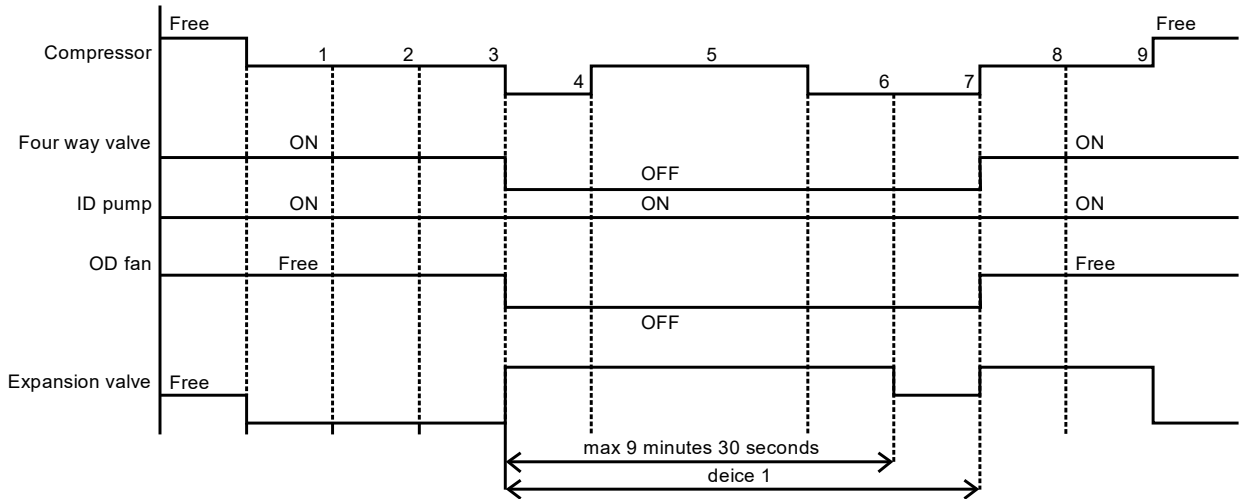 Free
Free
Compressor
1
2
3
4
5
6
7
8
9
Four way valve
ON
OFF
ON
ID pump
ON
ON
ON
OD fan
Free
OFF
Free
Expansion valve
Free
max 9 minutes 30 seconds
deice 1